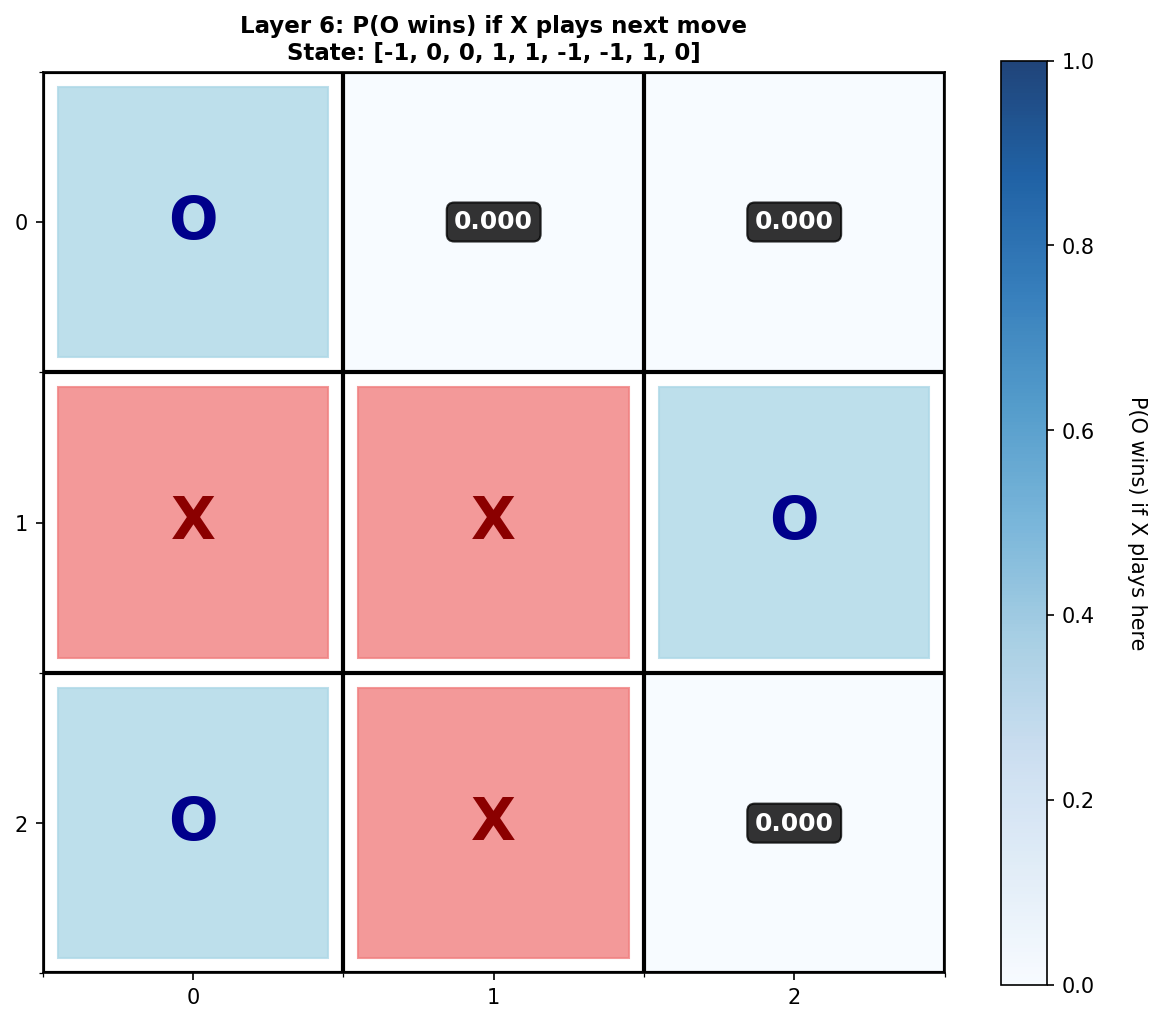 Layer 6: P(O wins) if X plays next move
State: [-1, 0, 0, 1, 1, -1, -1, 1, 0]
1.0
0.8
0.6
0.4
0.2
0.0
P(O wins) if X plays here
0
O
0.000
0.000
1
X
X
O
2
O
X
0.000
0
1
2